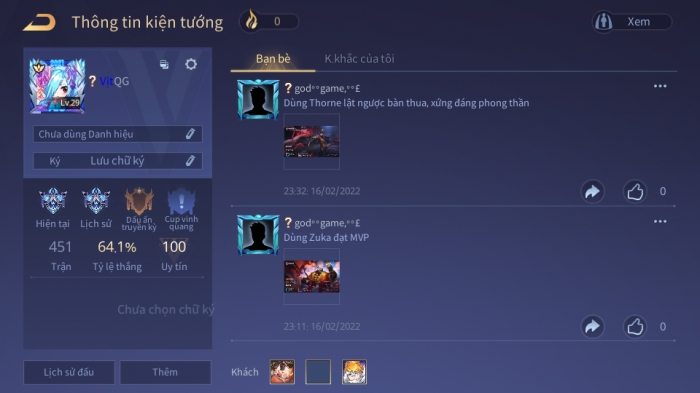 Thông tin kiện tướng
0
Xem
Bạn bè
K.khắc của tôi
? VịtQG
Lv.29
Chưa dùng Danh hiệu
Ký Lưu chữ ký
Hiện tại
Lịch sử
Dấu ấn truyền kỳ
Cup vinh quang
451
64.1%
100
Trận
Tỷ lệ thắng
Uy tín
Chưa chọn chữ ký
Lịch sử đấu
Thêm
? god**game,**£
Dùng Thorne lật ngược bàn thua, xứng đáng phong thần
23:32: 16/02/2022
0
? god**game,**£
Dùng Zuka đạt MVP
23:11: 16/02/2022
0
Khách